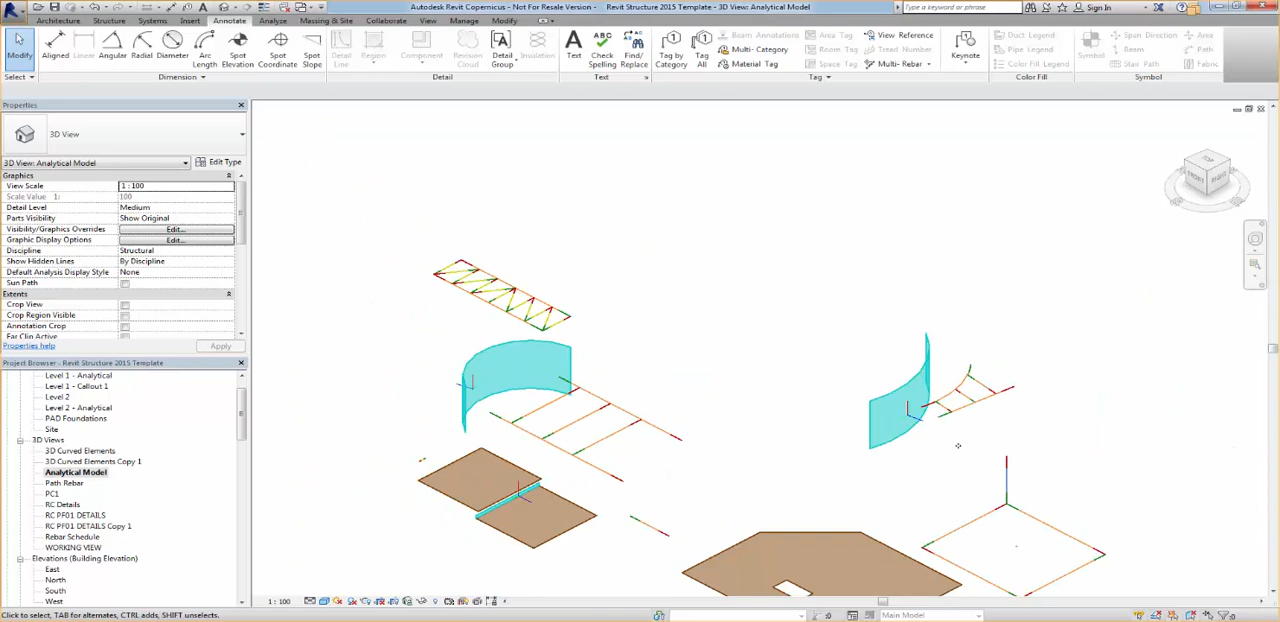 Autodesk Revit Copernicus - Not For Resale Version - Revit Structure 2015 Template - 3D View: Analytical Model
Type a keyword or phrase
Sign In
Architecture Structure Systems Insert Annotate Analyze Massing & Site Collaborate View Manage Modify
Modify
Select
Aligned Linear Angular Radial Diameter Arc Length Spot Elevation Spot Coordinate Spot Slope
Dimension
Detail Line Region Component Revision Cloud Detail Group Insulation
Detail
Text Check Spelling Find/ Replace
Text
Tag by Category Tag All
Beam Annotations
Multi- Category
Material Tag
Area Tag
Room Tag
Space Tag
View Reference
Tread Number
Multi- Rebar
Tag
Keynote
Duct Legend
Pipe Legend
Color Fill Legend
Color Fill
Symbol
Span Direction
Beam
Stair Path
Area
Path
Fabric
Symbol
Properties
3D View
3D View: Analytical Model
Edit Type
Graphics
View Scale 1 : 100
Scale Value 1: 100
Detail Level Medium
Parts Visibility Show Original
Visibility/Graphics Overrides Edit...
Graphic Display Options Edit...
Discipline Structural
Show Hidden Lines By Discipline
Default Analysis Display Style None
Sun Path
Extents
Crop View
Crop Region Visible
Annotation Crop
Far Clip Active
Properties help
Apply
Project Browser - Revit Structure 2015 Template
Level 1 - Analytical
Level 1 - Callout 1
Level 2
Level 2 - Analytical
PAD Foundations
Site
3D Views
3D Curved Elements
3D Curved Elements Copy 1
Analytical Model
Path Rebar
PC1
RC Details
RC PF01 DETAILS
RC PF01 DETAILS Copy 1
Rebar Schedule
WORKING VIEW
Elevations (Building Elevation)
East
North
South
West
TOP
FRONT
RIGHT
1 : 100
Click to select, TAB for alternates, CTRL adds, SHIFT unselects.
:0
Main Model
:0